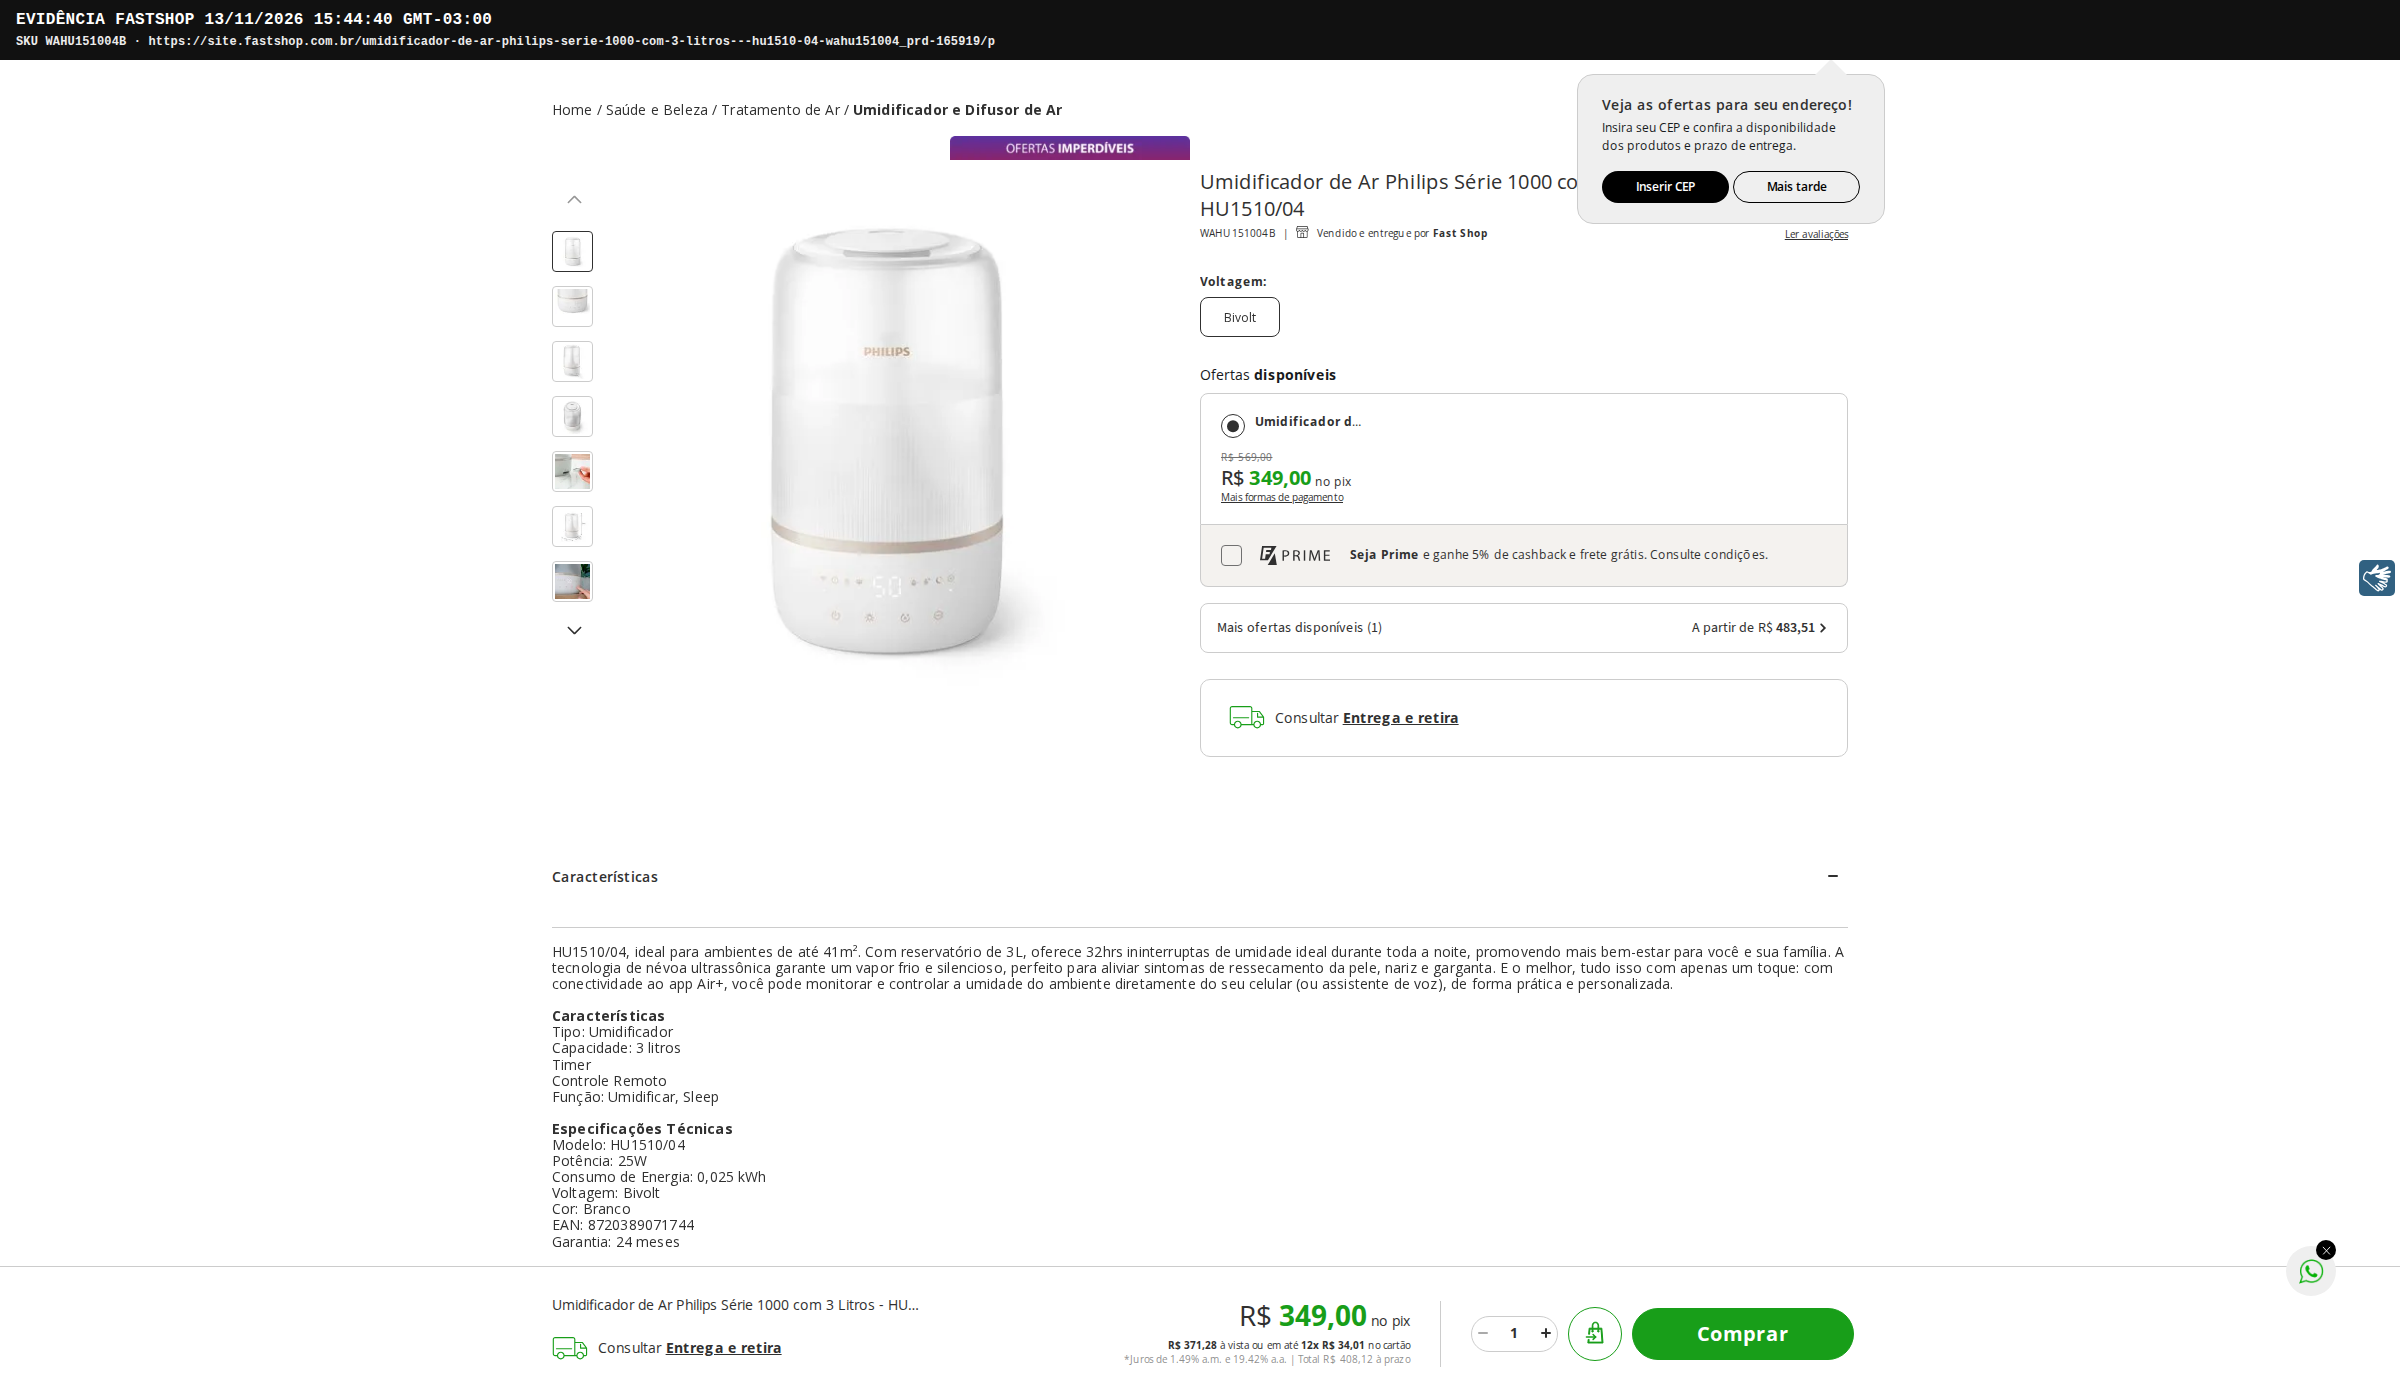 EVIDÊNCIA FASTSHOP 13/11/2026 15:44:40 GMT-03:00
SKU WAHU151004B · https://site.fastshop.com.br/umidificador-de-ar-philips-serie-1000-com-3-litros---hu1510-04-wahu151004_prd-165919/p
Home / Saúde e Beleza / Tratamento de Ar / Umidificador e Difusor de Ar
Veja as ofertas para seu endereço!
Insira seu CEP e confira a disponibilidade
dos produtos e prazo de entrega.
Inserir CEP
Mais tarde
OFERTAS IMPERDÍVEIS
Umidificador de Ar Philips Série 1000 co
HU1510/04
WAHU151004B | Vendido e entregue por Fast Shop
Ler avaliações
PHILIPS
50
Voltagem:
Bivolt
Ofertas disponíveis
Umidificador d...
R$ 569,00
R$ 349,00 no pix
Mais formas de pagamento
PRIME Seja Prime e ganhe 5% de cashback e frete grátis. Consulte condições.
Mais ofertas disponíveis (1)
A partir de R$ 483,51
Consultar Entrega e retira
Características
HU1510/04, ideal para ambientes de até 41m². Com reservatório de 3L, oferece 32hrs ininterruptas de umidade ideal durante toda a noite, promovendo mais bem-estar para você e sua família. A
tecnologia de névoa ultrassônica garante um vapor frio e silencioso, perfeito para aliviar sintomas de ressecamento da pele, nariz e garganta. E o melhor, tudo isso com apenas um toque: com
conectividade ao app Air+, você pode monitorar e controlar a umidade do ambiente diretamente do seu celular (ou assistente de voz), de forma prática e personalizada.
Características
Tipo: Umidificador
Capacidade: 3 litros
Timer
Controle Remoto
Função: Umidificar, Sleep
Especificações Técnicas
Modelo: HU1510/04
Potência: 25W
Consumo de Energia: 0,025 kWh
Voltagem: Bivolt
Cor: Branco
EAN: 8720389071744
Garantia: 24 meses
Umidificador de Ar Philips Série 1000 com 3 Litros - HU...
Consultar Entrega e retira
R$ 349,00 no pix
R$ 371,28 à vista ou em até 12x R$ 34,01 no cartão
*Juros de 1.49% a.m. e 19.42% a.a. | Total R$ 408,12 à prazo
1
Comprar